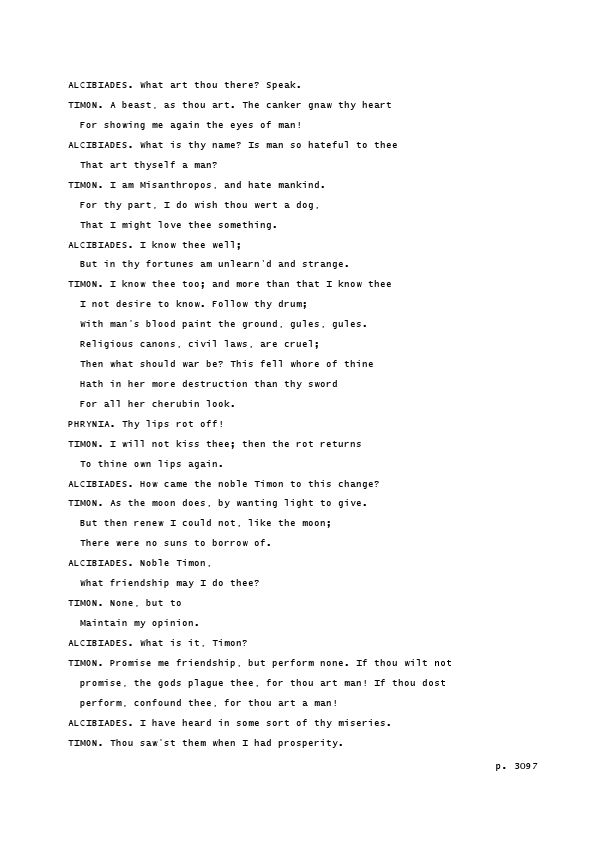 ALCIBIADES. What art thou there? Speak.
TIMON. A beast, as thou art. The canker gnaw thy heart
For showing me again the eyes of man!
ALCIBIADES. What is thy name? Is man so hateful to thee
That art thyself a man?
TIMON. I am Misanthropos, and hate mankind.
For thy part, I do wish thou wert a dog,
That I might love thee something.
ALCIBIADES. I know thee well;
But in thy fortunes am unlearn'd and strange.
TIMON. I know thee too; and more than that I know thee
I not desire to know. Follow thy drum;
With man's blood paint the ground, gules, gules.
Religious canons, civil laws, are cruel;
Then what should war be? This fell whore of thine
Hath in her more destruction than thy sword
For all her cherubin look.
PHRYNIA. Thy lips rot off!
TIMON. I will not kiss thee; then the rot returns
To thine own lips again.
ALCIBIADES. How came the noble Timon to this change?
TIMON. As the moon does, by wanting light to give.
But then renew I could not, like the moon;
There were no suns to borrow of.
ALCIBIADES. Noble Timon,
What friendship may I do thee?
TIMON. None, but to
Maintain my opinion.
ALCIBIADES. What is it, Timon?
TIMON. Promise me friendship, but perform none. If thou wilt not
promise, the gods plague thee, for thou art man! If thou dost
perform, confound thee, for thou art a man!
ALCIBIADES. I have heard in some sort of thy miseries.
TIMON. Thou saw'st them when I had prosperity.
p. 3097